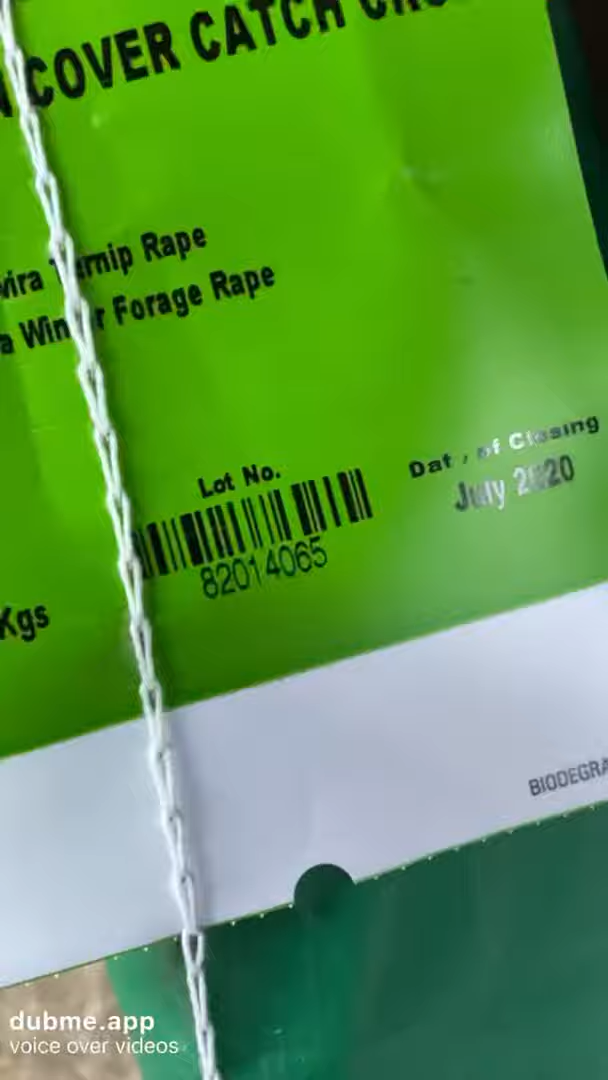 COVER CATCH
Turnip Rape
Forage Rape
Lot No.
82014065
Date of Closing
July 2020
Kgs
dubme.app
voice over videos